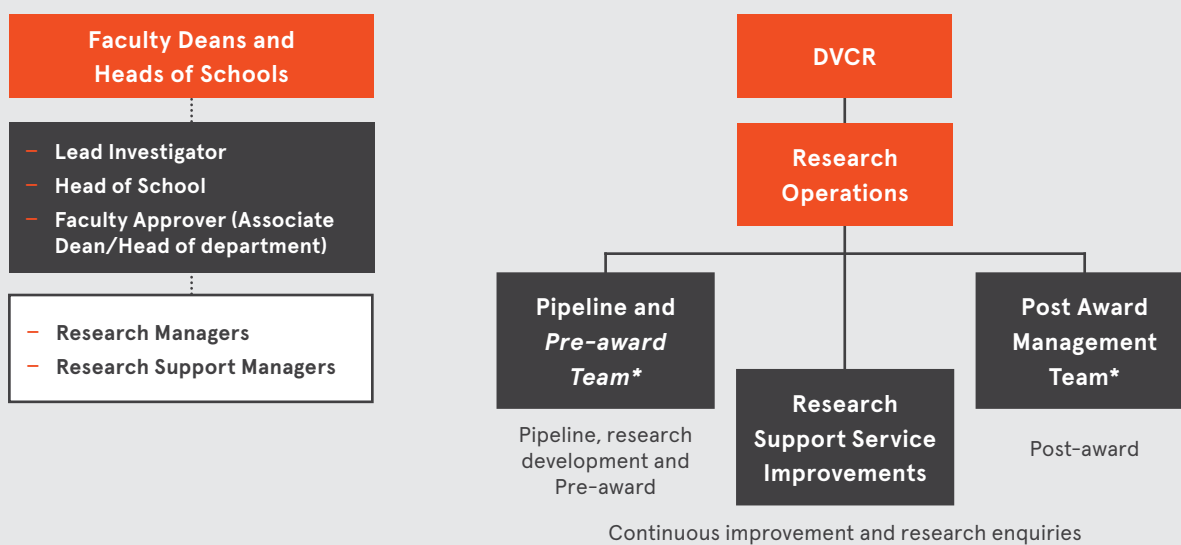 Faculty Deans and
Heads of Schools
– Lead Investigator
– Head of School
– Faculty Approver (Associate
Dean/Head of department)
– Research Managers
– Research Support Managers
DVCR
Research
Operations
Pipeline and
Pre-award
Team*
Pipeline, research
development and
Pre-award
Research
Support Service
Improvements
Continuous improvement and research enquiries
Post Award
Management
Team*
Post-award